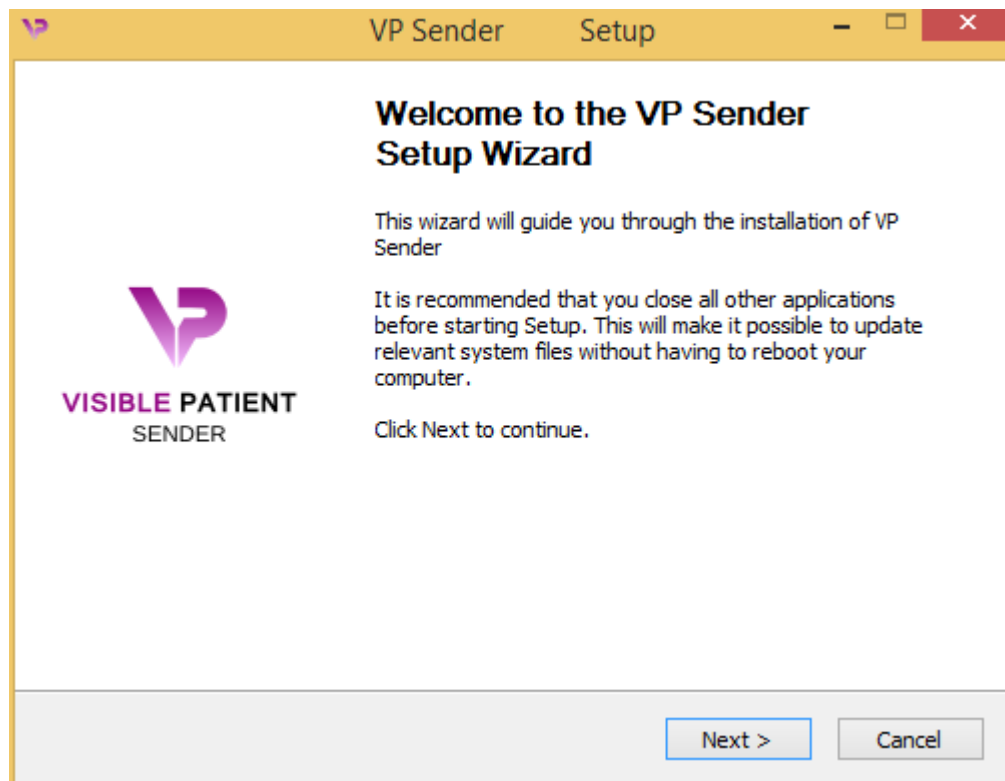 VP Sender Setup
Welcome to the VP Sender
Setup Wizard
This wizard will guide you through the installation of VP
Sender
It is recommended that you close all other applications
before starting Setup. This will make it possible to update
relevant system files without having to reboot your
computer.
Click Next to continue.
VP
VISIBLE PATIENT
SENDER
Next >
Cancel